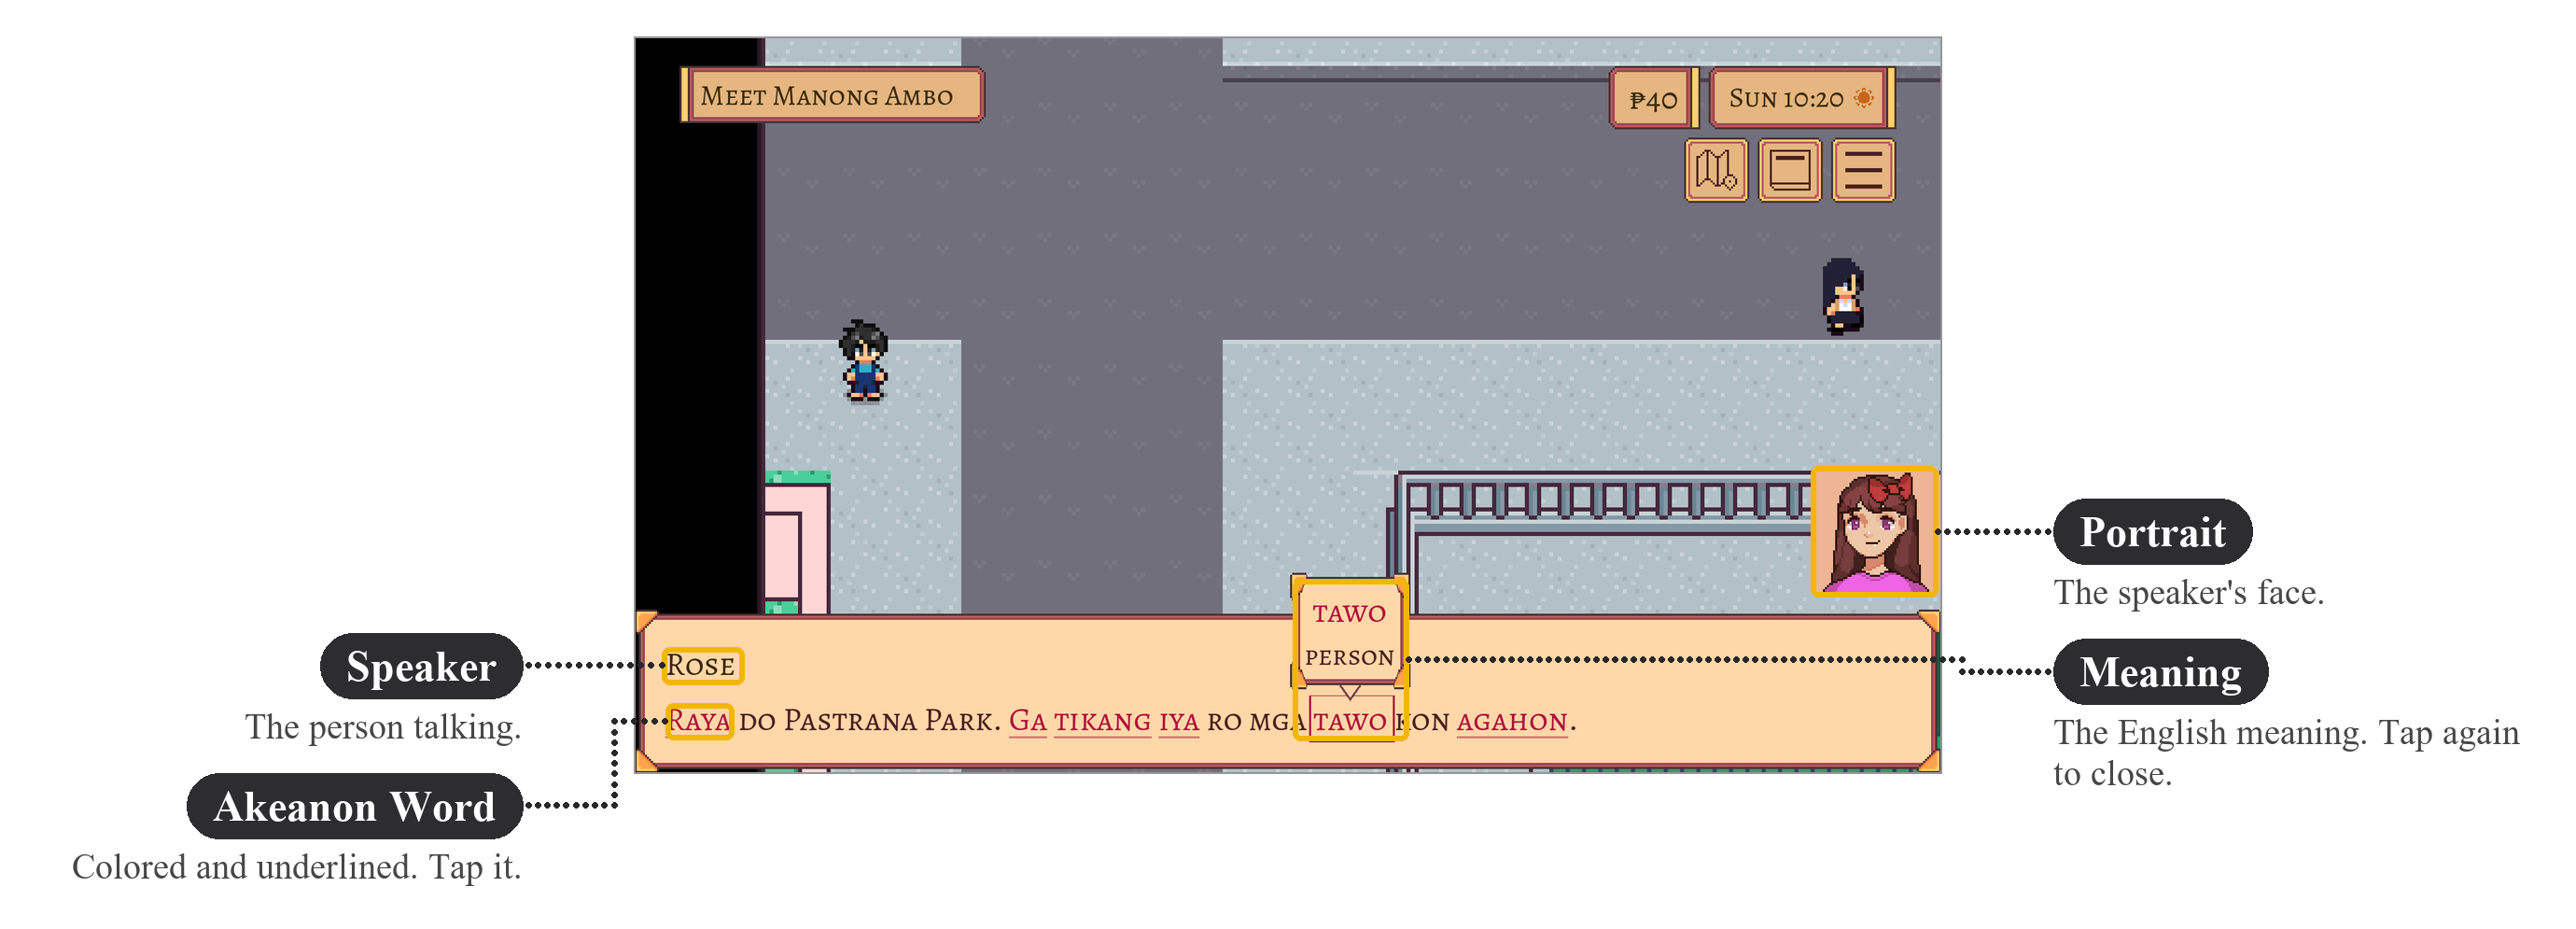 Meet Manong Ambo
₱40
Sun 10:20
Portrait
The speaker's face.
TAWO
PERSON
Speaker
The person talking.
Rose
Meaning
The English meaning. Tap again
to close.
Raya do Pastrana Park. Ga tikang iya ro mga tawo kon agahon.
Akeanon Word
Colored and underlined. Tap it.